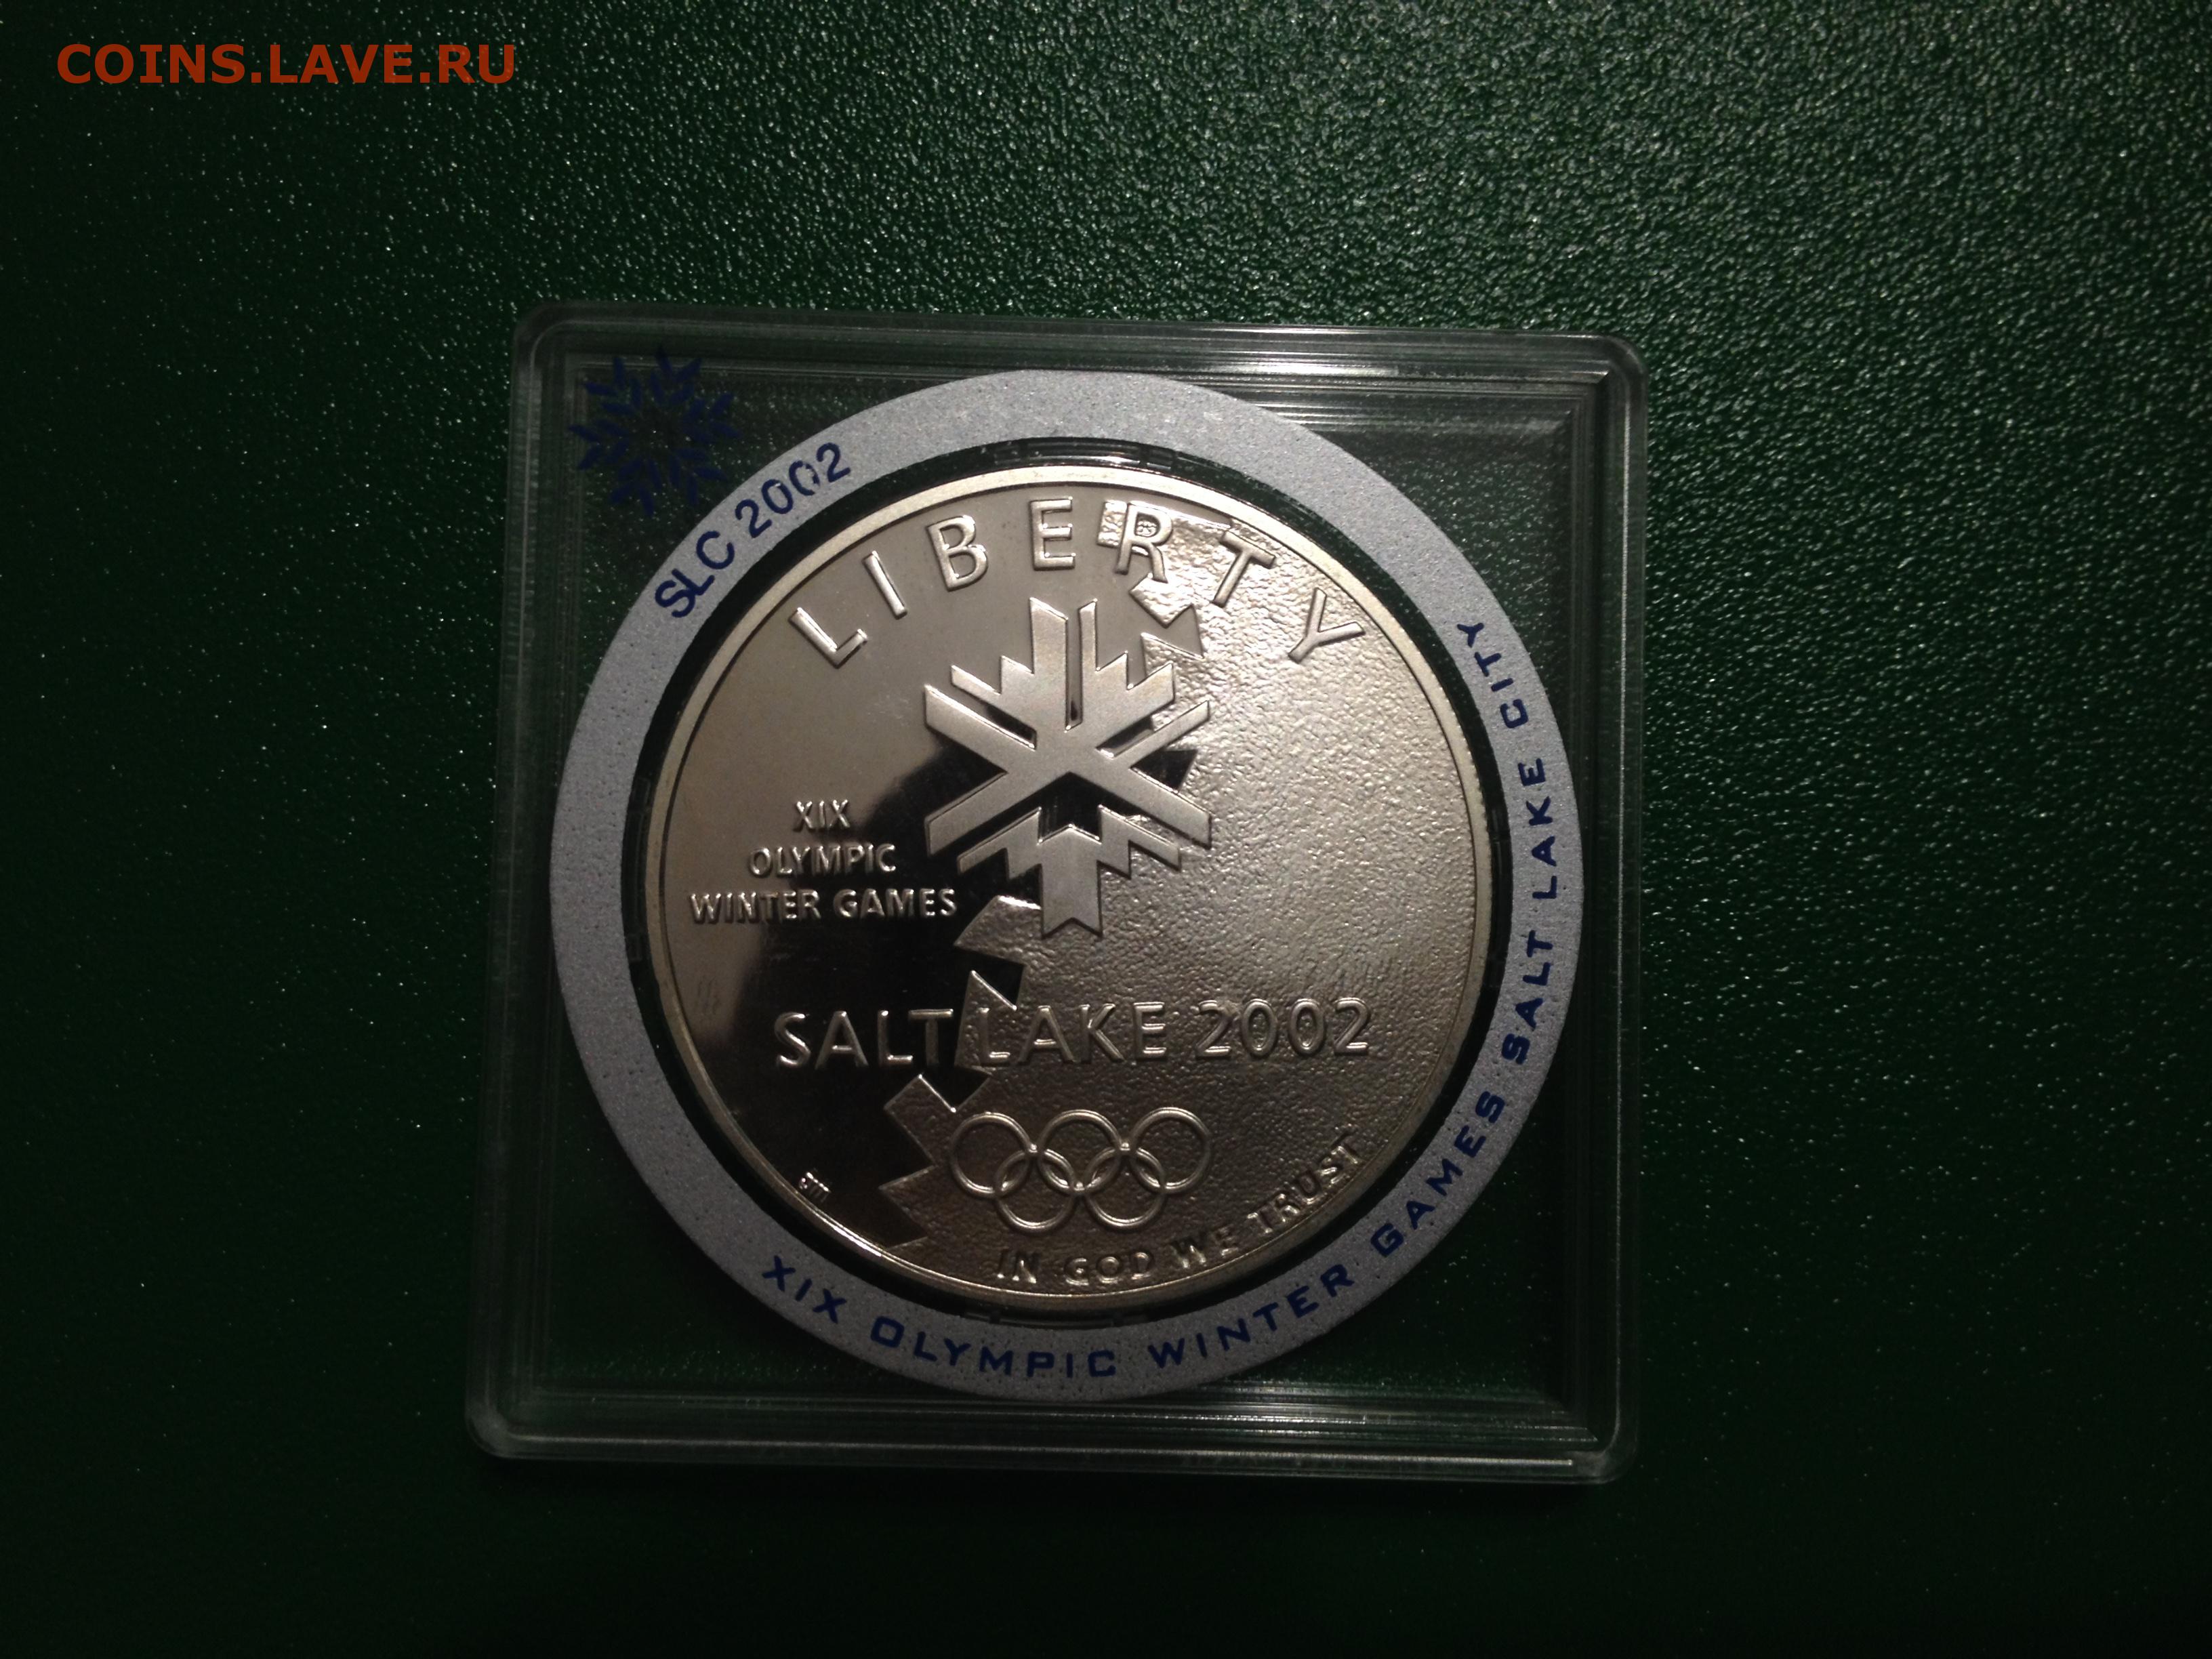 COINS.LAVE.RU
SLC 2002
LIBERTY
XIX
OLYMPIC
WINTER GAMES
SALT LAKE 2002
IN GOD WE TRUST
XIX OLYMPIC WINTER GAMES SALT LAKE CITY